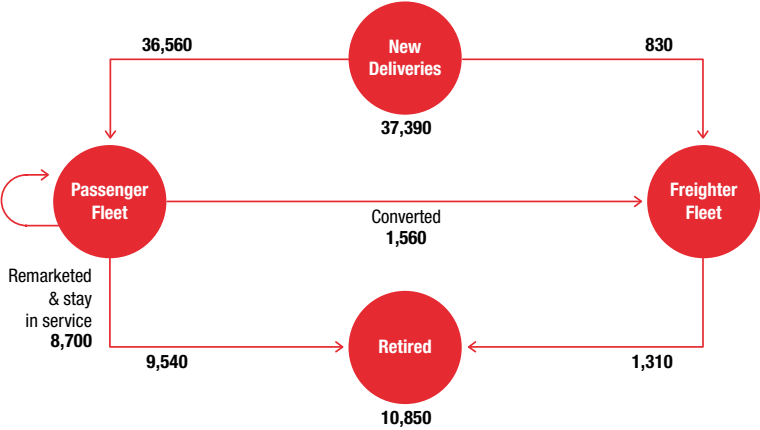 36,560
New
Deliveries
830
37,390
Passenger
Fleet
Freighter
Fleet
Converted
1,560
Remarketed
& stay
in service
8,700
Retired
9,540
1,310
10,850